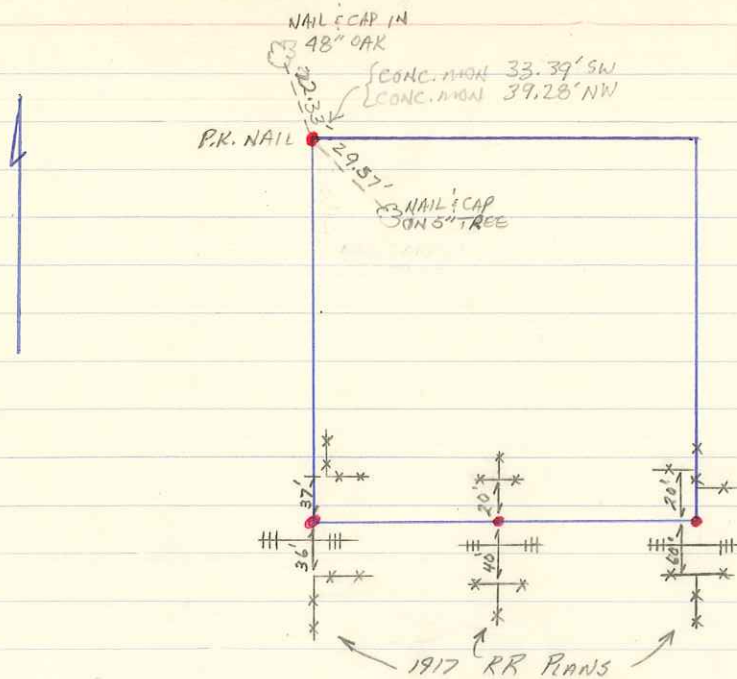 NAIL & CAP IN
48" OAK
22.33'
CONC. MON 33.39' SW
CONC. MON 39.28' NW
P.K. NAIL
29.57'
NAIL & CAP
ON 5" TREE
37'
20'
20'
36'
40'
60'
1917 RR PLANS